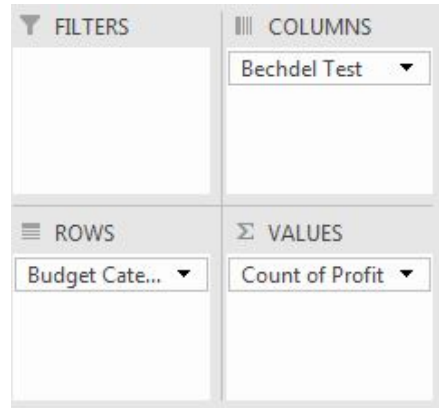 FILTERS
COLUMNS
Bechdel Test
ROWS
Σ VALUES
Budget Cate...
Count of Profit